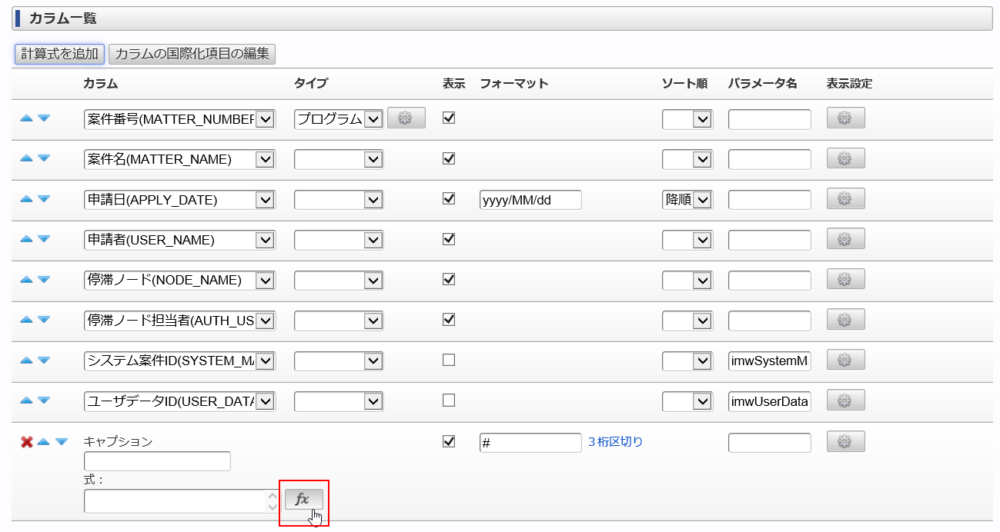 カラム一覧
計算式を追加 カラムの国際化項目の編集
カラム タイプ 表示 フォーマット ソート順 パラメータ名 表示設定
案件番号(MATTER_NUMBER プログラム
案件名(MATTER_NAME)
申請日(APPLY_DATE) yyyy/MM/dd 降順
申請者(USER_NAME)
停滞ノード(NODE_NAME)
停滞ノード担当者(AUTH_US
システム案件ID(SYSTEM_MA imwSystemM
ユーザデータID(USER_DATA imwUserData
キャプション # ３桁区切り
式：
fx